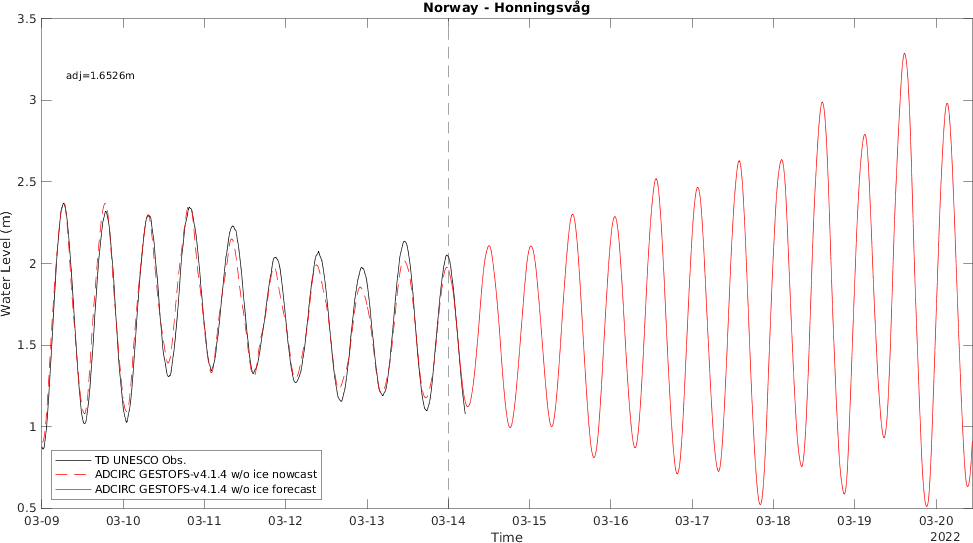 Norway - Honningsvåg
adj=1.6526m
Water Level (m)
3.5
3
2.5
2
1.5
1
0.5
TD UNESCO Obs.
ADCIRC GESTOFS-v4.1.4 w/o ice nowcast
ADCIRC GESTOFS-v4.1.4 w/o ice forecast
03-09 03-10 03-11 03-12 03-13 03-14 03-15 03-16 03-17 03-18 03-19 03-20
2022
Time